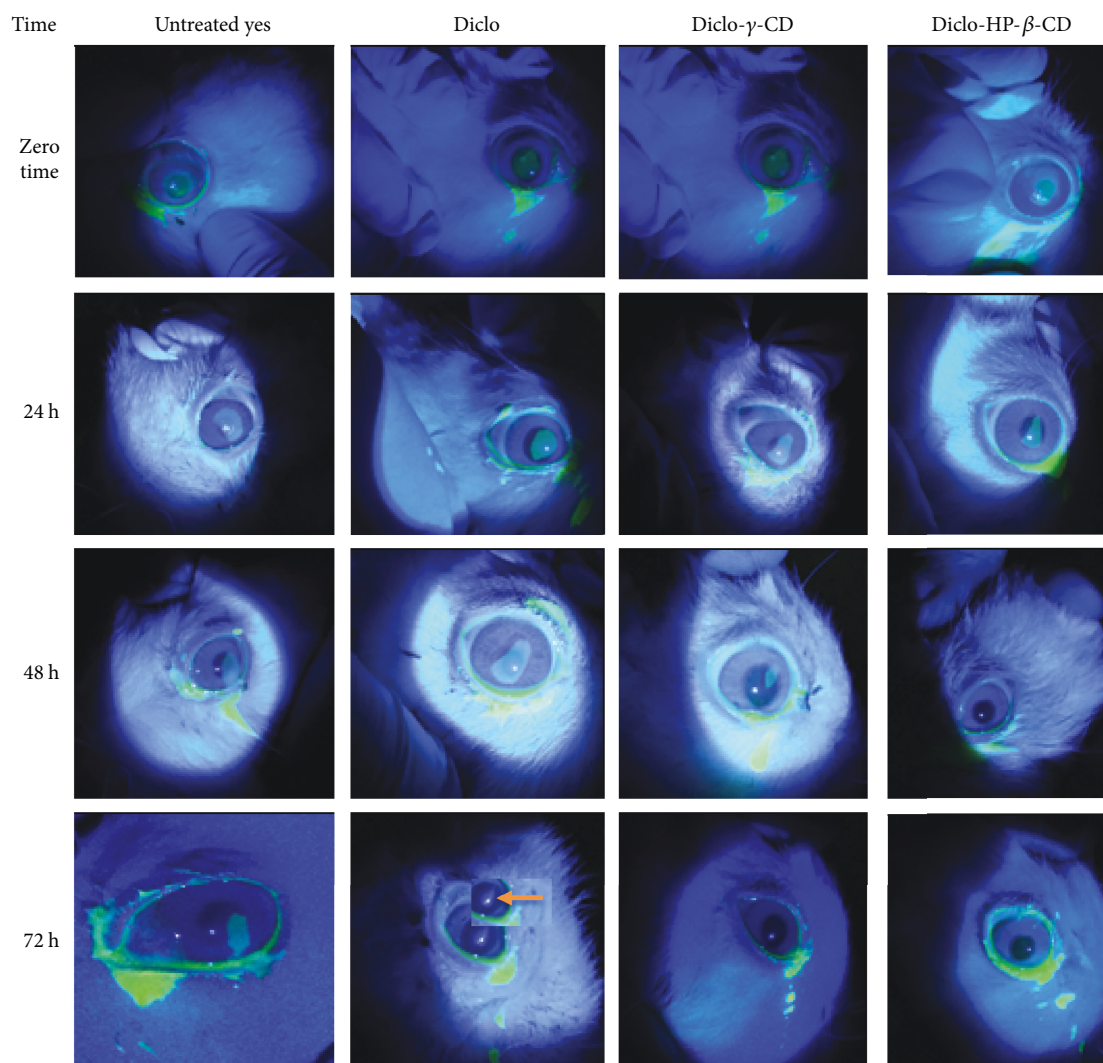 Time Untreated yes Diclo Diclo-γ-CD Diclo-HP-β-CD
Zero
time
24 h
48 h
72 h